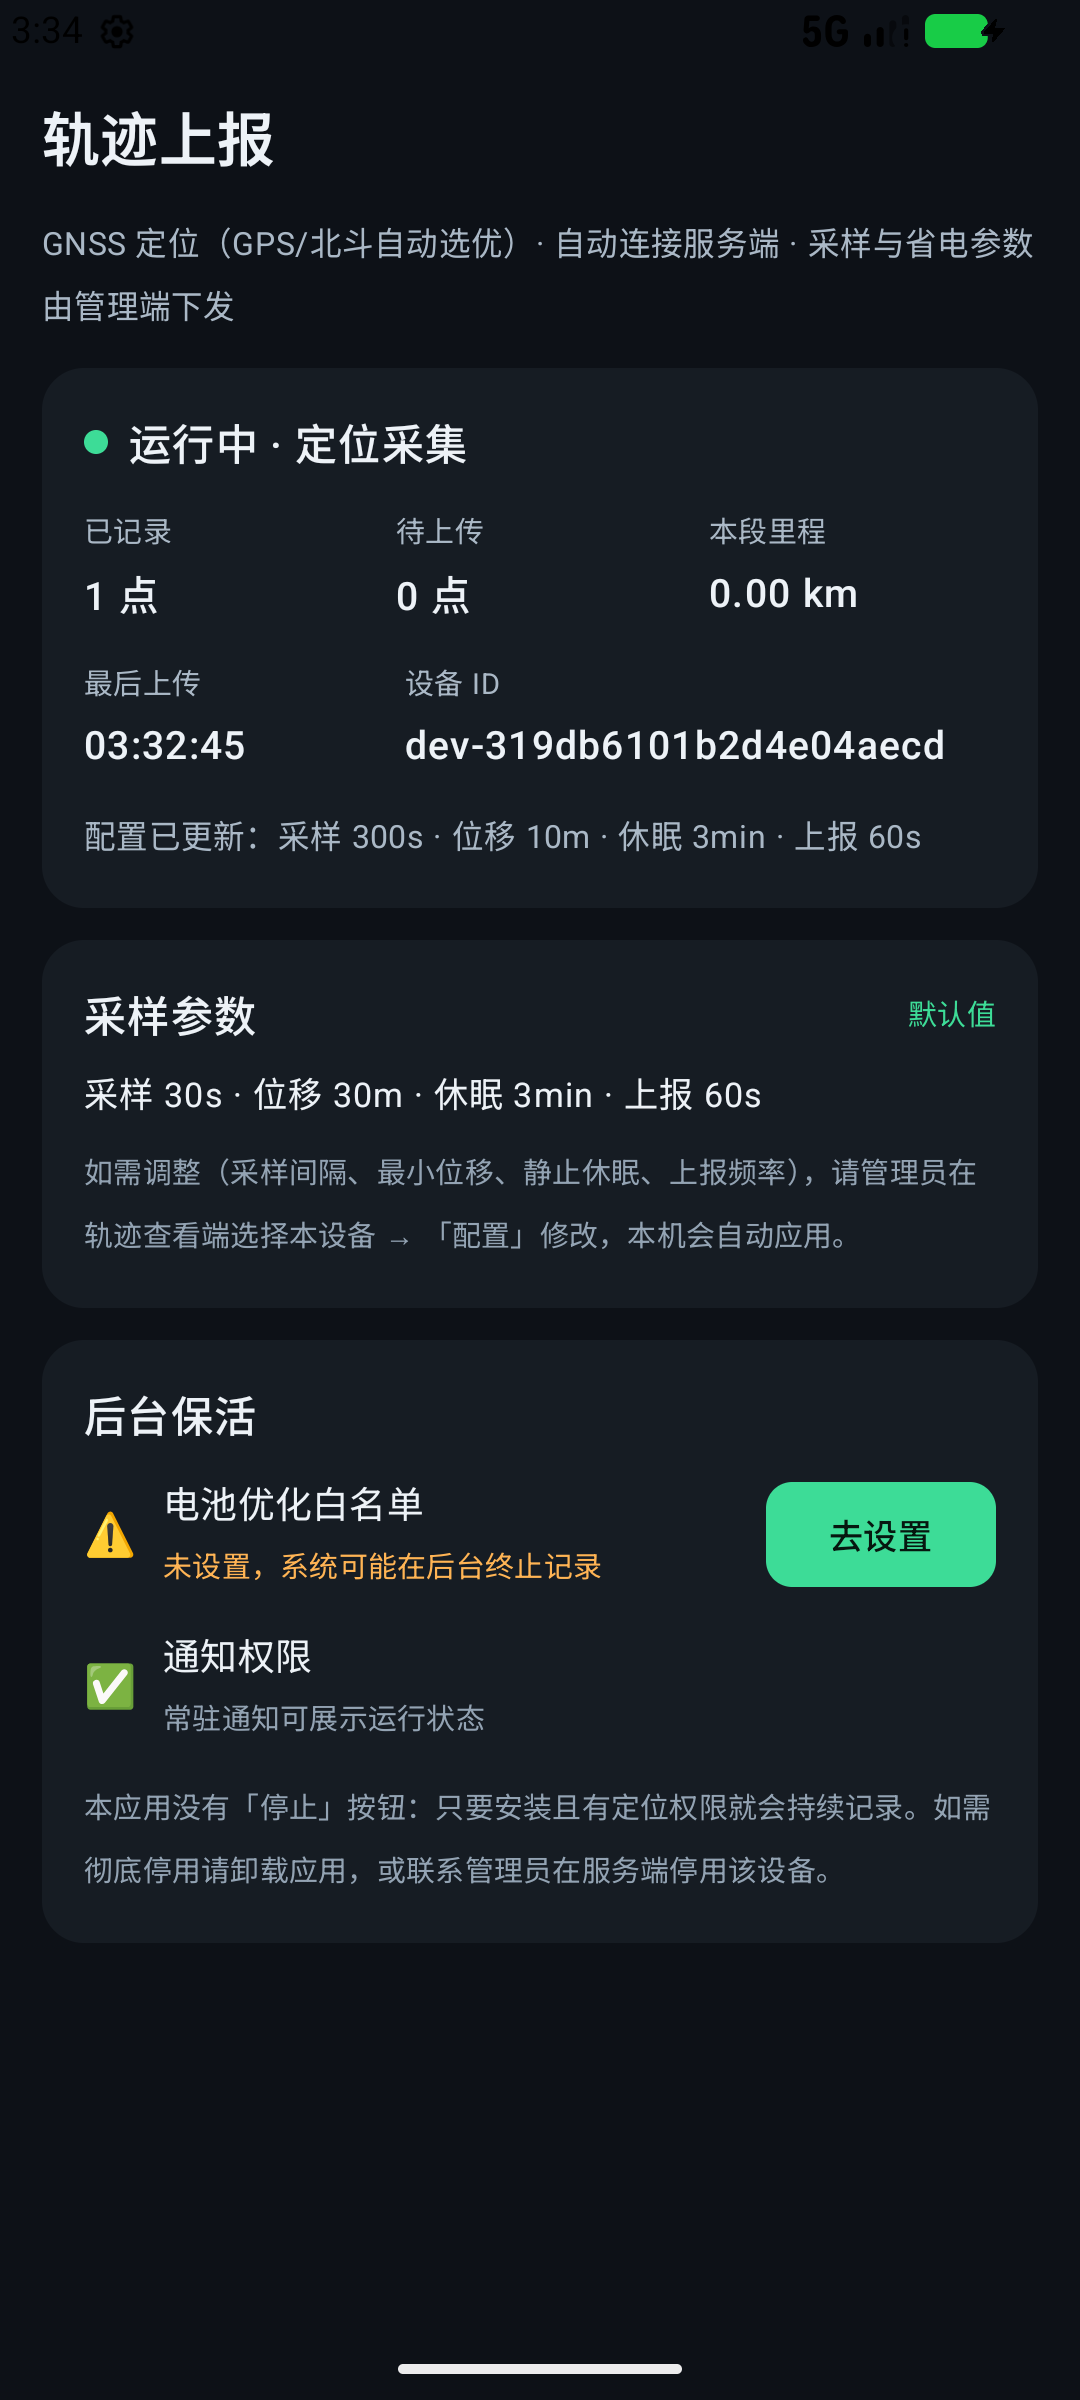 3:34 5G
轨迹上报
GNSS 定位（GPS/北斗自动选优）· 自动连接服务端 · 采样与省电参数
由管理端下发
运行中 · 定位采集
已记录 待上传 本段里程
1 点 0 点 0.00 km
最后上传 设备 ID
03:32:45 dev-319db6101b2d4e04aecd
配置已更新：采样 300s · 位移 10m · 休眠 3min · 上报 60s
采样参数 默认值
采样 30s · 位移 30m · 休眠 3min · 上报 60s
如需调整（采样间隔、最小位移、静止休眠、上报频率），请管理员在
轨迹查看端选择本设备 → 「配置」修改，本机会自动应用。
后台保活
电池优化白名单
未设置，系统可能在后台终止记录
去设置
通知权限
常驻通知可展示运行状态
本应用没有「停止」按钮：只要安装且有定位权限就会持续记录。如需
彻底停用请卸载应用，或联系管理员在服务端停用该设备。